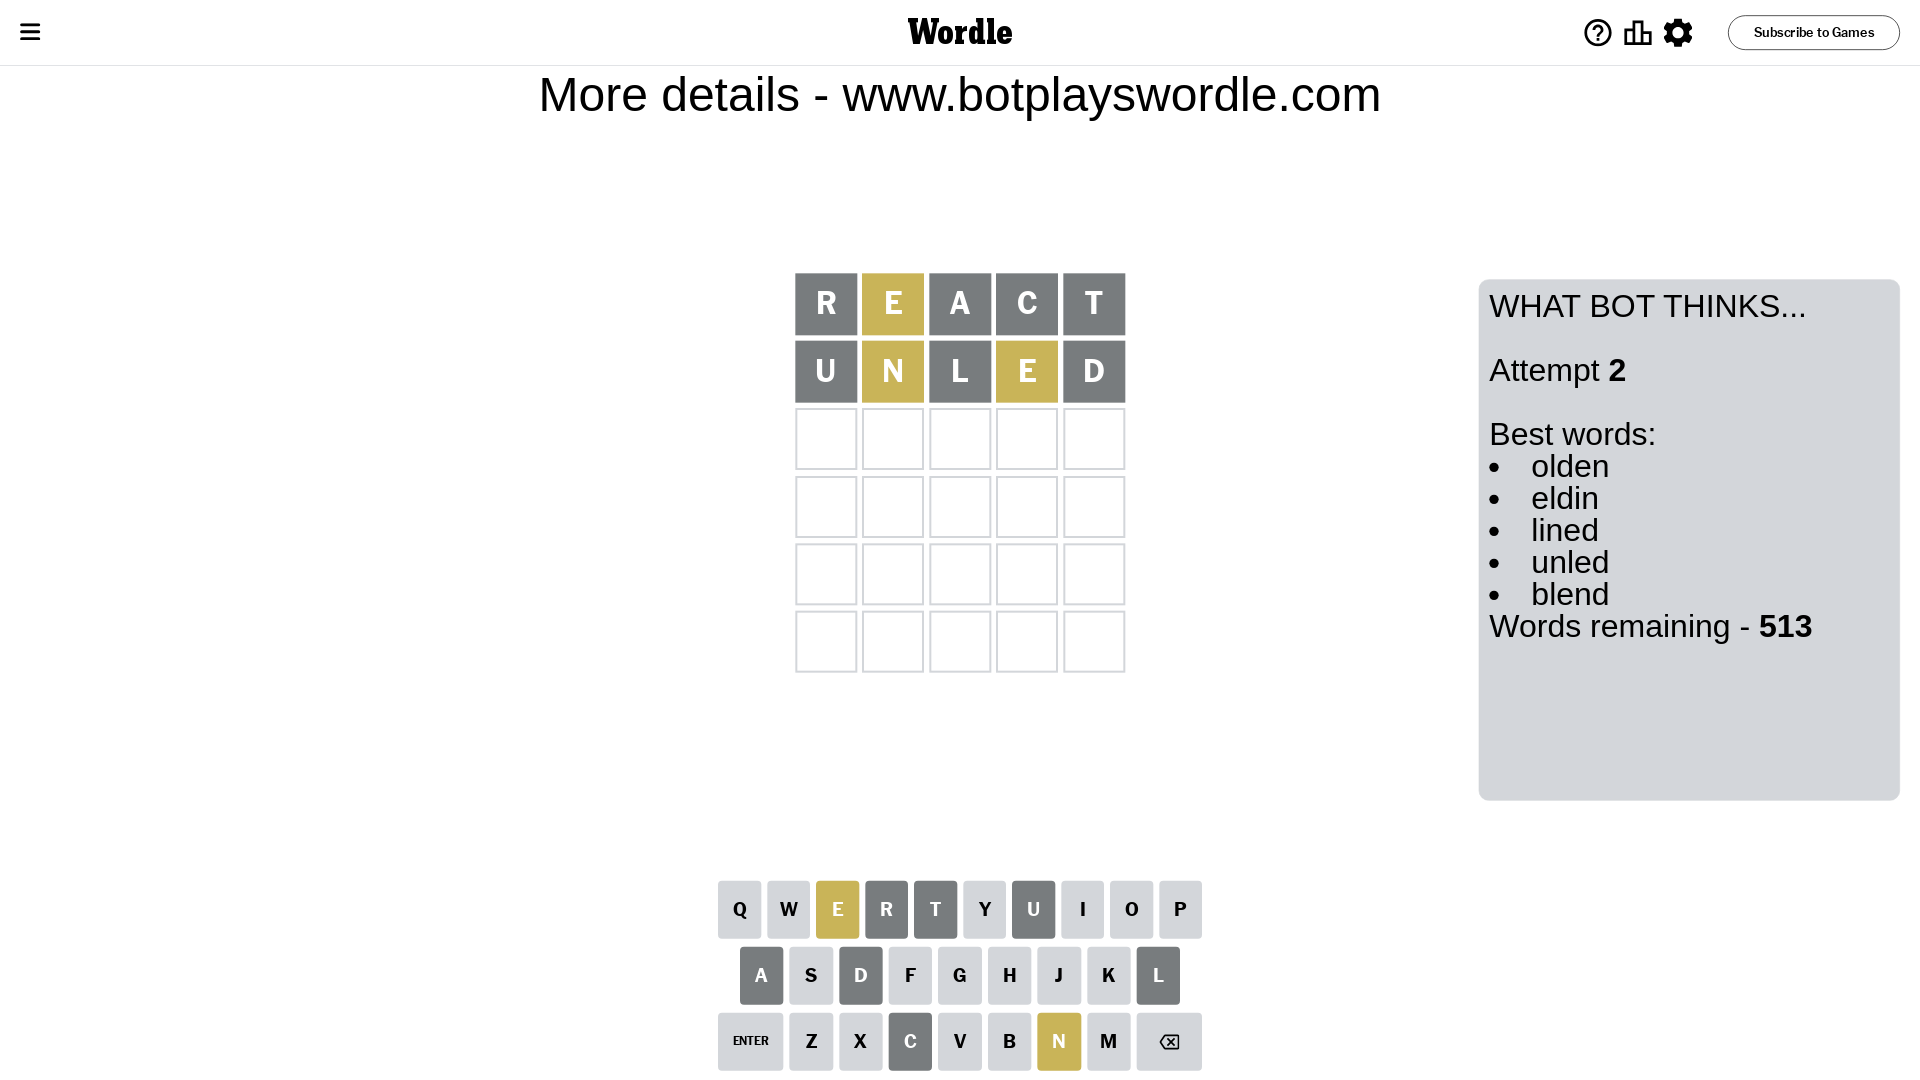 Wordle
Subscribe to Games
More details - www.botplayswordle.com
R E A C T
U N L E D
WHAT BOT THINKS...
Attempt 2
Best words:
• olden
• eldin
• lined
• unled
• blend
Words remaining - 513
Q W E R T Y U I O P
A S D F G H J K L
ENTER Z X C V B N M